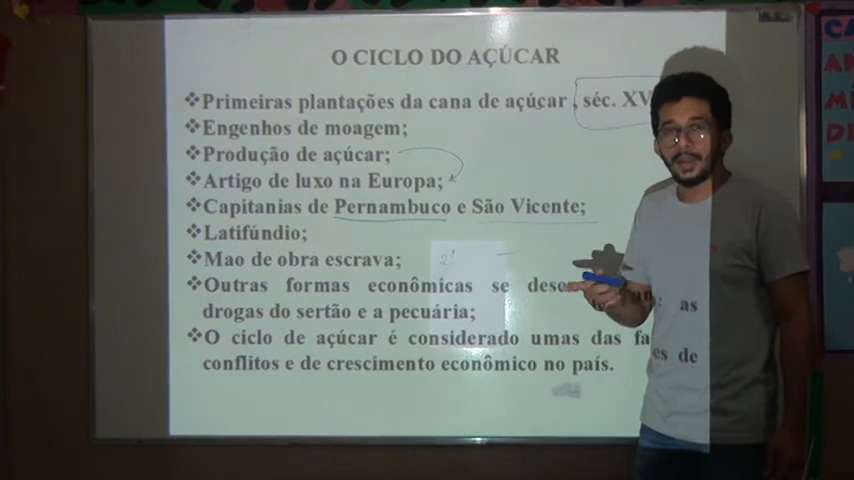 O CICLO DO AÇÚCAR
❖Primeiras plantações da cana de açúcar , séc. XV
❖Engenhos de moagem;
❖Produção de açúcar;
❖Artigo de luxo na Europa;
❖Capitanias de Pernambuco e São Vicente;
❖Latifúndio;
❖Mao de obra escrava;
❖Outras formas econômicas se as
drogas do sertão e a pecuária;
❖O ciclo de açúcar é considerado umas das es de
conflitos e de crescimento econômico no país.